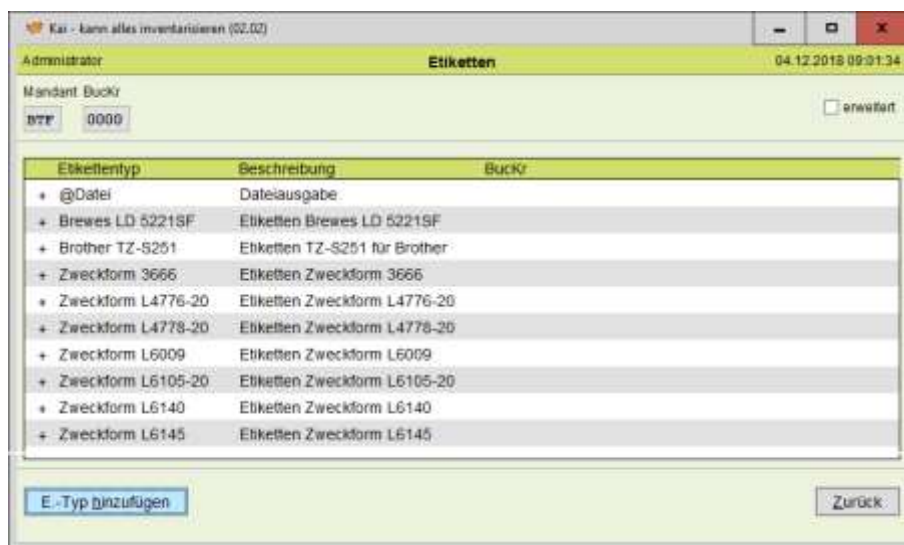 Kai - kann alles inventarisieren (02.02)
Administrator Etiketten 04.12.2018 09:01:34
Mandant BucKr
BTF 0000 erweitert
Etikettentyp Beschreibung BucKr
+ @Datei Dateiausgabe
+ Brewes LD 5221SF Etiketten Brewes LD 5221SF
+ Brother TZ-S251 Etiketten TZ-S251 für Brother
+ Zweckform 3666 Etiketten Zweckform 3666
+ Zweckform L4776-20 Etiketten Zweckform L4776-20
+ Zweckform L4778-20 Etiketten Zweckform L4778-20
+ Zweckform L6009 Etiketten Zweckform L6009
+ Zweckform L6105-20 Etiketten Zweckform L6105-20
+ Zweckform L6140 Etiketten Zweckform L6140
+ Zweckform L6145 Etiketten Zweckform L6145
E.-Typ hinzufügen Zurück